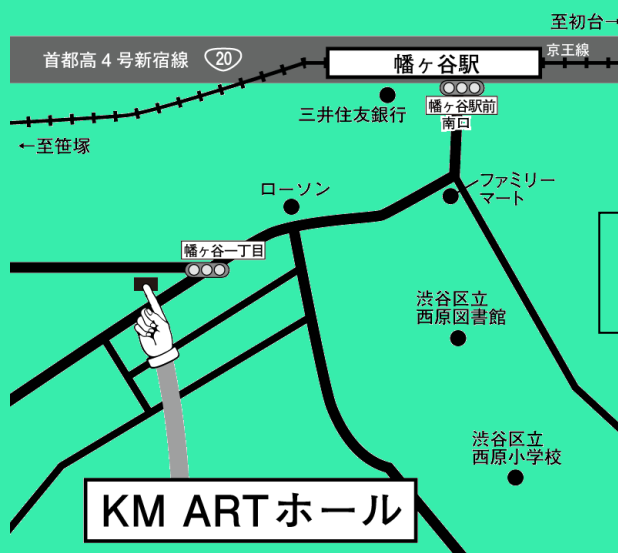 至初台→
首都高4号新宿線
20
幡ヶ谷駅
京王線
三井住友銀行
幡ヶ谷駅前
南口
←至笹塚
ローソン
ファミリー
マート
幡ヶ谷一丁目
渋谷区立
西原図書館
渋谷区立
西原小学校
KM ARTホール